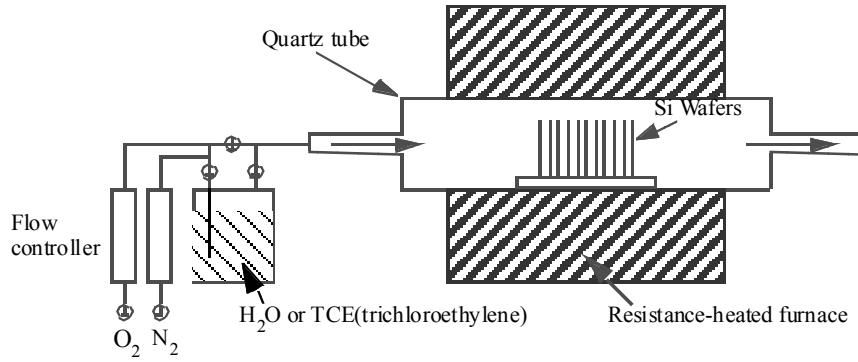 Quartz tube
Si Wafers
Flow
controller
H₂O or TCE(trichloroethylene)
Resistance-heated furnace
O₂ N₂